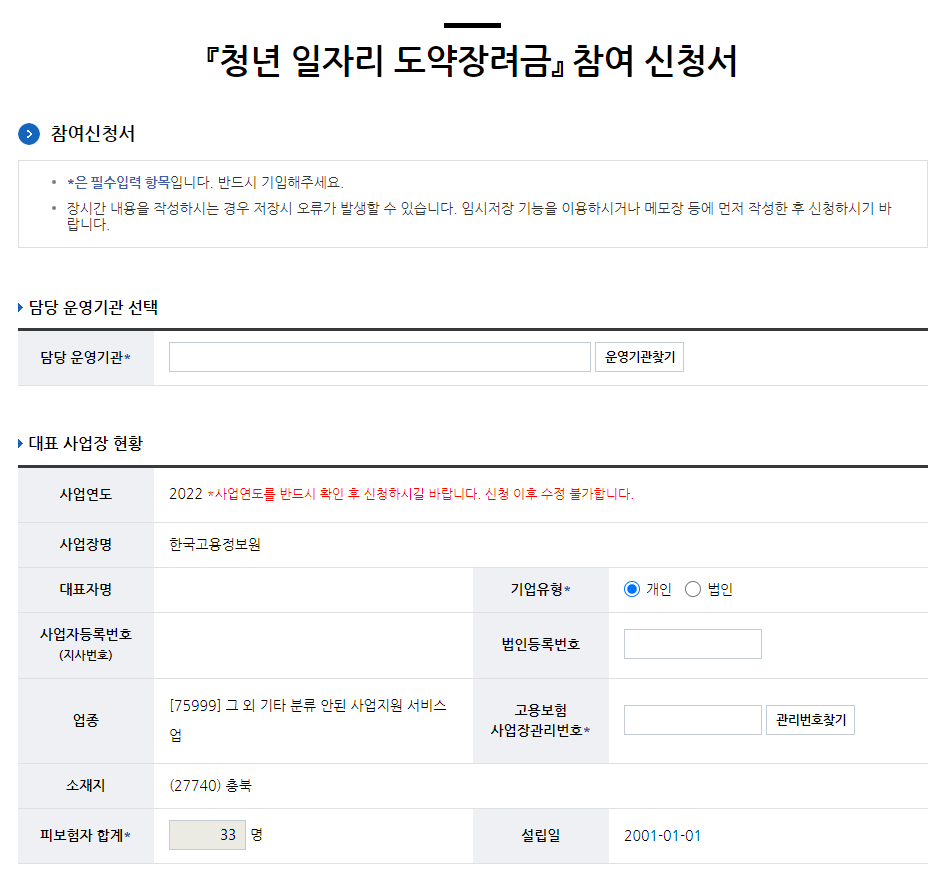 『청년 일자리 도약장려금』 참여 신청서
참여신청서
*은 필수입력 항목입니다. 반드시 기입해주세요.
장시간 내용을 작성하시는 경우 저장시 오류가 발생할 수 있습니다. 임시저장 기능을 이용하시거나 메모장 등에 먼저 작성한 후 신청하시기 바
랍니다.
담당 운영기관 선택
담당 운영기관* 운영기관찾기
대표 사업장 현황
사업연도 2022 *사업연도를 반드시 확인 후 신청하시길 바랍니다. 신청 이후 수정 불가합니다.
사업장명 한국고용정보원
대표자명 기업유형* 개인 법인
사업자등록번호
(지사번호)
법인등록번호
업종
[75999] 그 외 기타 분류 안된 사업지원 서비스
업
고용보험
사업장관리번호*
관리번호찾기
소재지 (27740) 충북
피보험자 합계* 33 명 설립일 2001-01-01